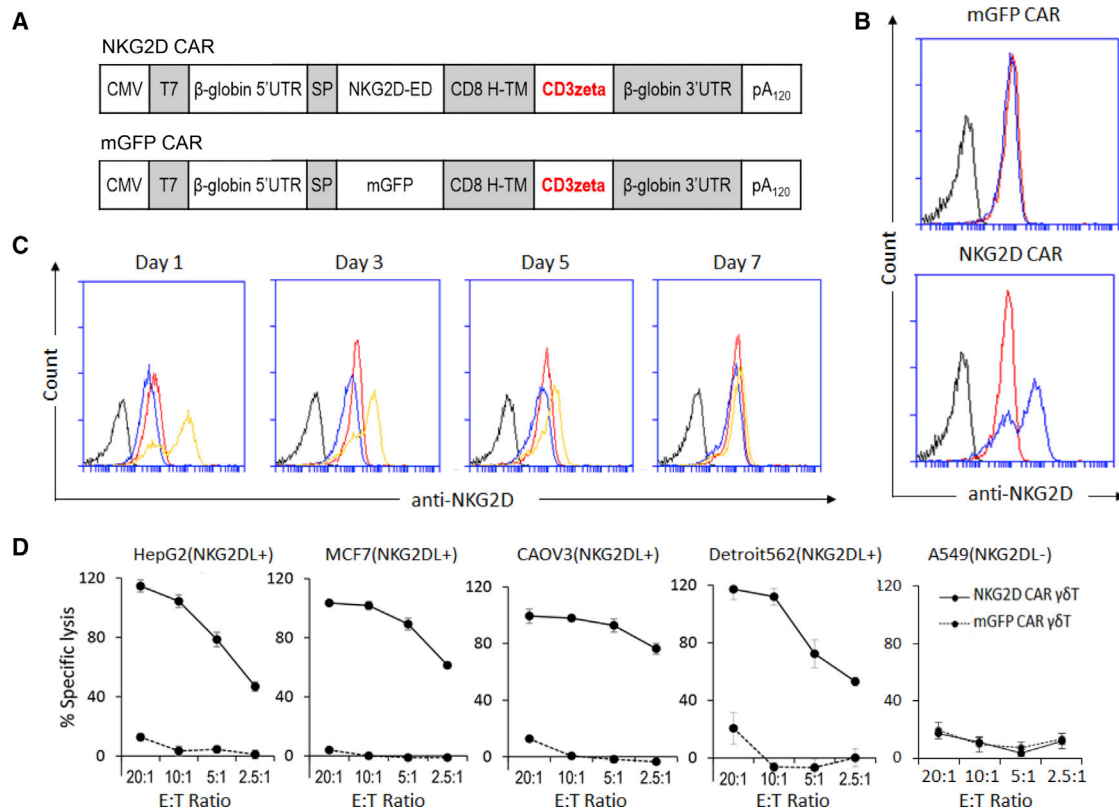 A
NKG2D CAR
CMV T7 β-globin 5'UTR SP NKG2D-ED CD8 H-TM CD3zeta β-globin 3'UTR pA120
mGFP CAR
CMV T7 β-globin 5'UTR SP mGFP CD8 H-TM CD3zeta β-globin 3'UTR pA120
B
mGFP CAR
NKG2D CAR
Count
anti-NKG2D
C
Day 1 Day 3 Day 5 Day 7
Count
anti-NKG2D
D
HepG2(NKG2DL+) MCF7(NKG2DL+) CAOV3(NKG2DL+) Detroit562(NKG2DL+) A549(NKG2DL-)
% Specific lysis
120 120 120 120 120
80 80 80 80 80
40 40 40 40 40
0 0 0 0 0
NKG2D CAR γδT
mGFP CAR γδT
20:1 10:1 5:1 2.5:1 20:1 10:1 5:1 2.5:1 20:1 10:1 5:1 2.5:1 20:1 10:1 5:1 2.5:1 20:1 10:1 5:1 2.5:1
E:T Ratio E:T Ratio E:T Ratio E:T Ratio E:T Ratio